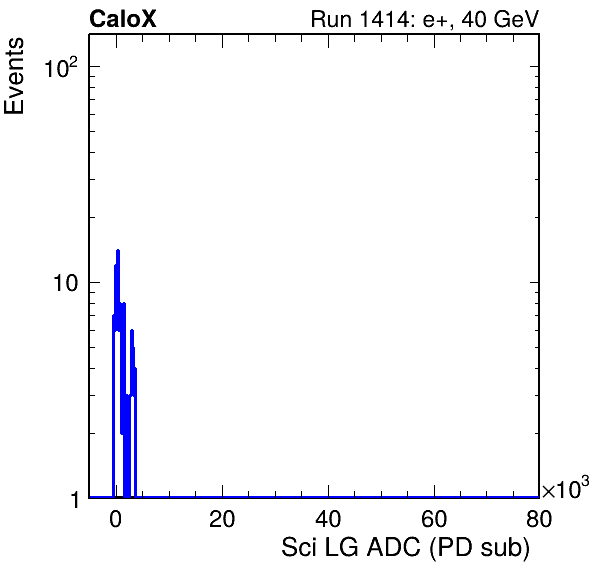 CaloX Run 1414: e+, 40 GeV
Events
10²
10
1
0 20 40 60 80 ×10³
Sci LG ADC (PD sub)